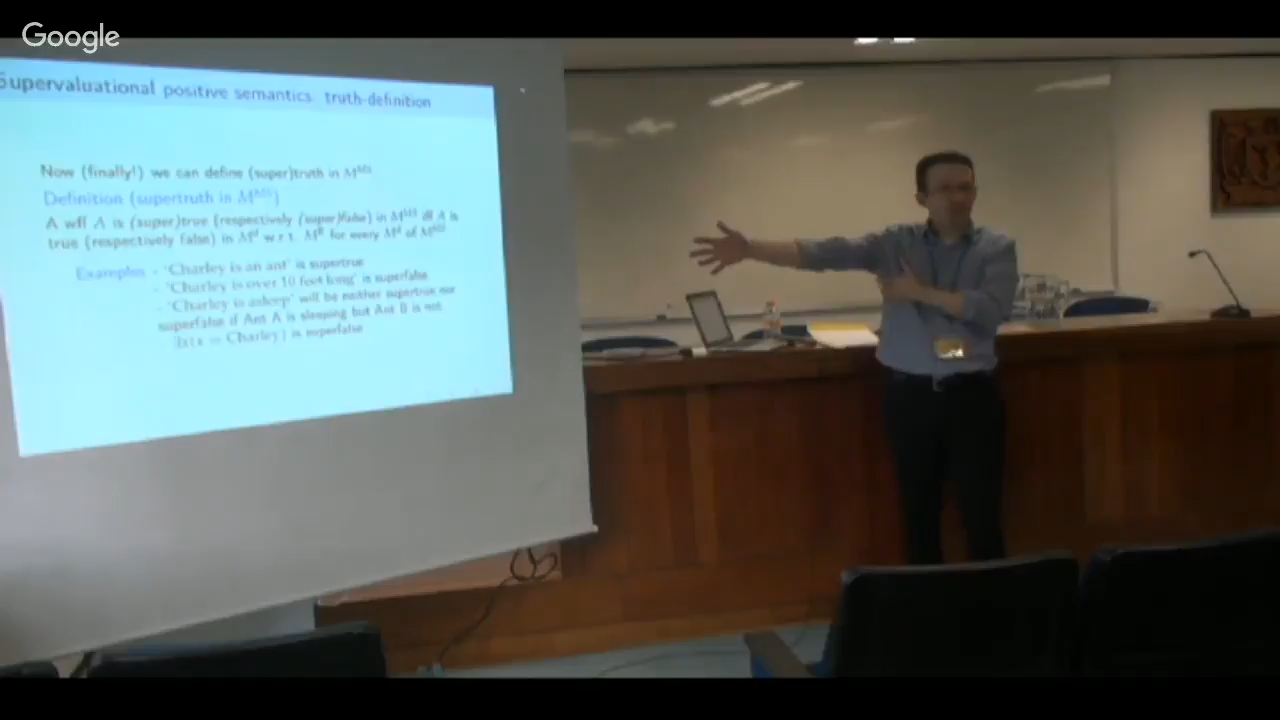 Google
Supervaluational positive semantics: truth-definition
Now (finally!) we can define (super)truth in
Definition (supertruth in
A wff A is (super)true (respectively (super)false) in iff A is
true (respectively false) in w.r.t. for every of
Examples - 'Charley is an ant' is supertrue
- 'Charley is over 10 foot long' is superfalse
- 'Charley is asleep' will be neither supertrue nor
superfalse if Ant A is sleeping but Ant B is not
= Charley) is superfalse